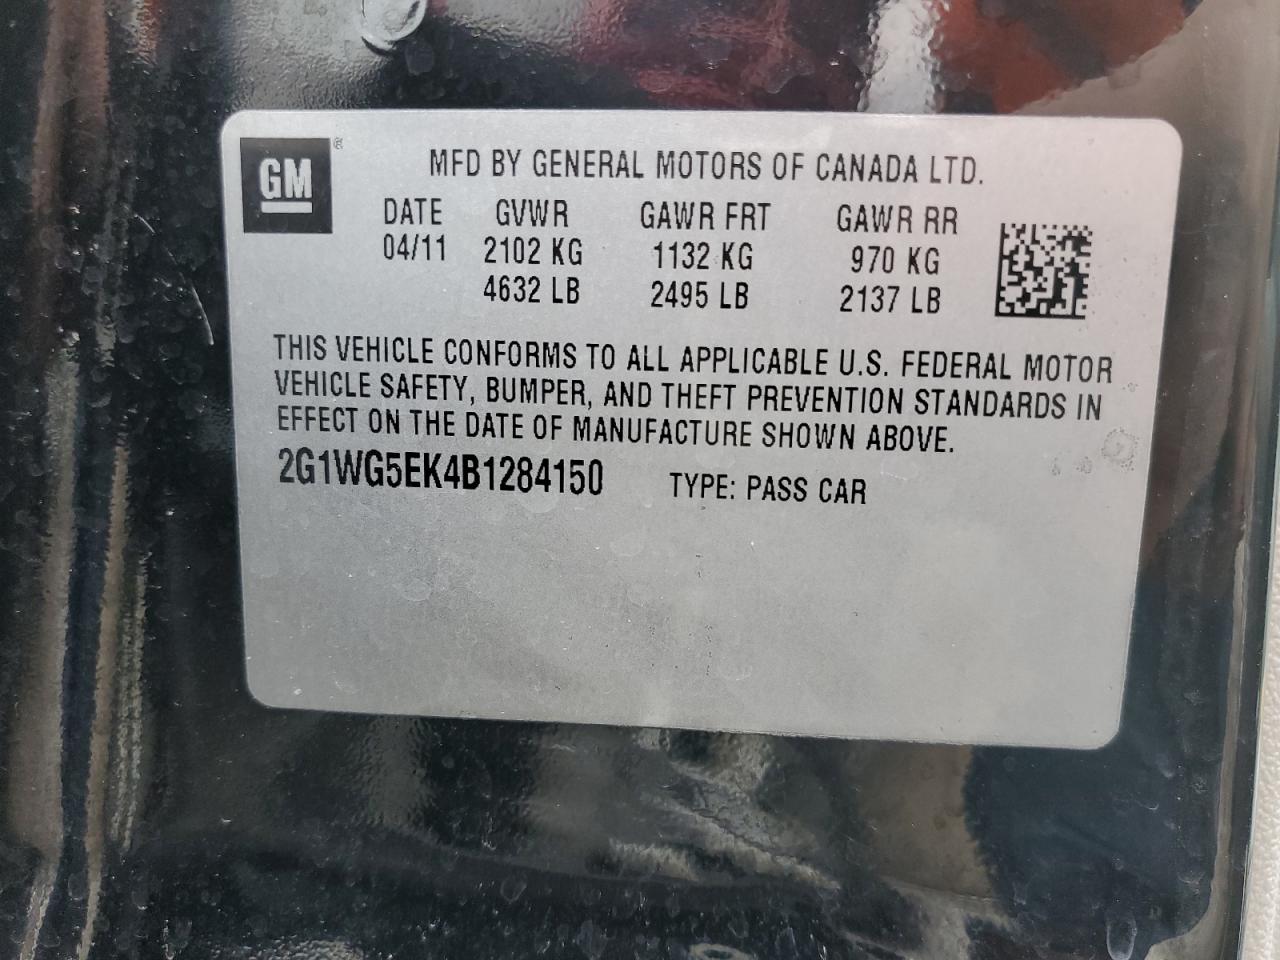 GM
®
MFD BY GENERAL MOTORS OF CANADA LTD.
DATE GVWR GAWR FRT GAWR RR
04/11 2102 KG 1132 KG 970 KG
4632 LB 2495 LB 2137 LB
THIS VEHICLE CONFORMS TO ALL APPLICABLE U.S. FEDERAL MOTOR
VEHICLE SAFETY, BUMPER, AND THEFT PREVENTION STANDARDS IN
EFFECT ON THE DATE OF MANUFACTURE SHOWN ABOVE.
2G1WG5EK4B1284150 TYPE: PASS CAR